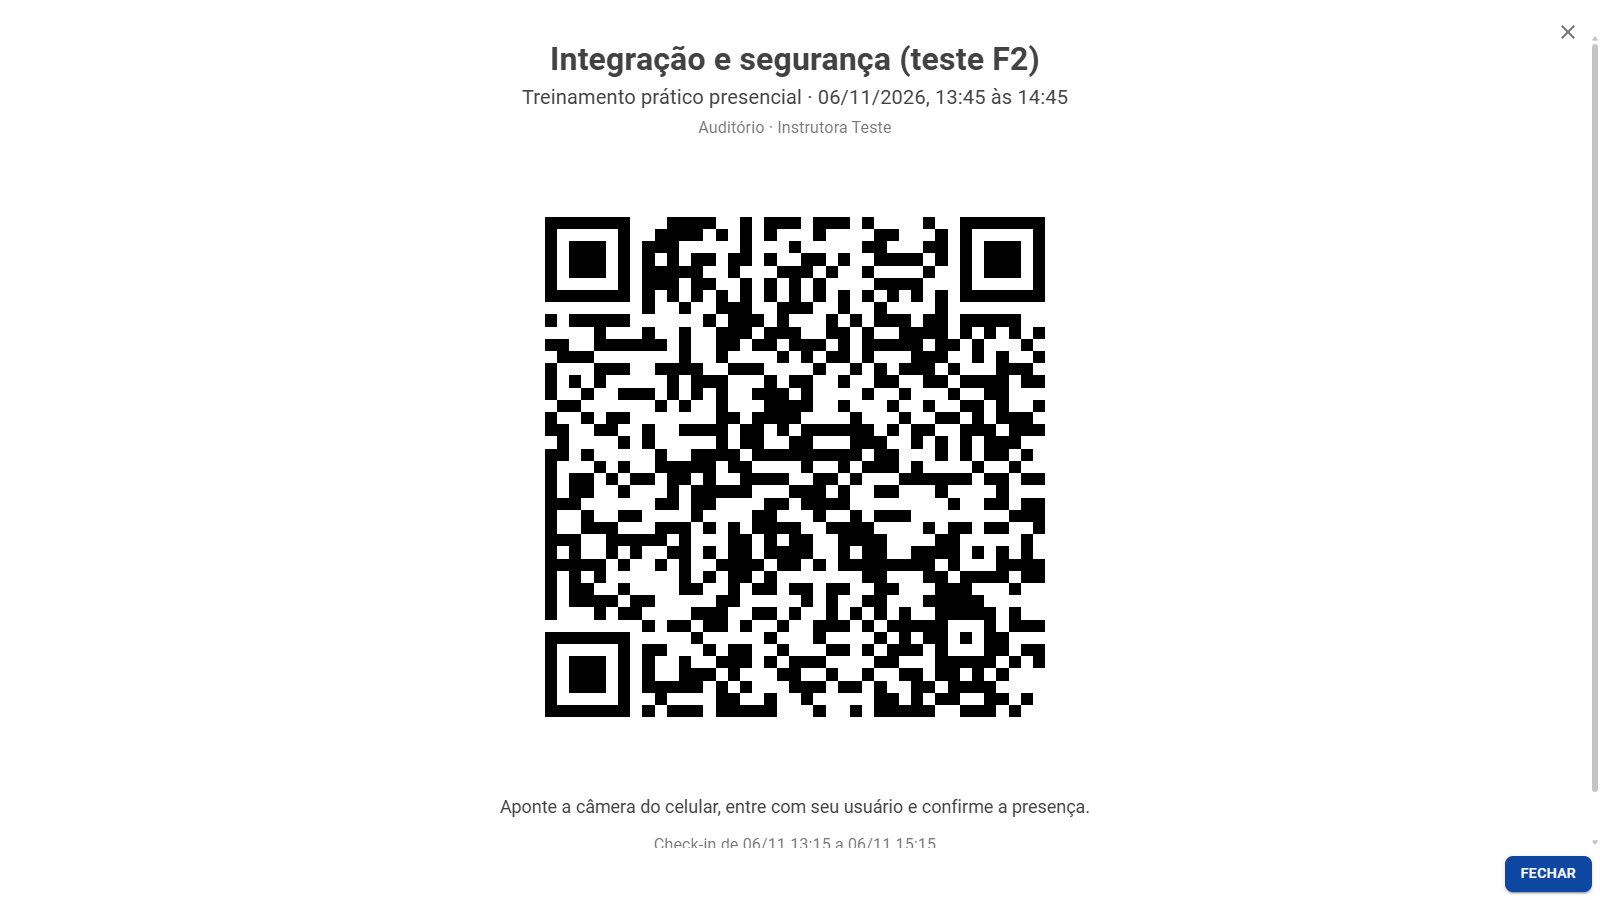 Integração e segurança (teste F2)
Treinamento prático presencial · 06/11/2026, 13:45 às 14:45
Auditório · Instrutora Teste
Aponte a câmera do celular, entre com seu usuário e confirme a presença.
Check-in de 06/11 13:15 a 06/11 15:15
FECHAR